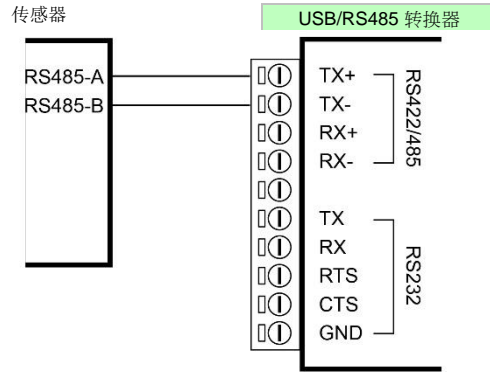 传感器
USB/RS485 转换器
RS485-A
RS485-B
TX+
TX-
RX+
RX-
RS422/485
TX
RX
RTS
CTS
GND
RS232